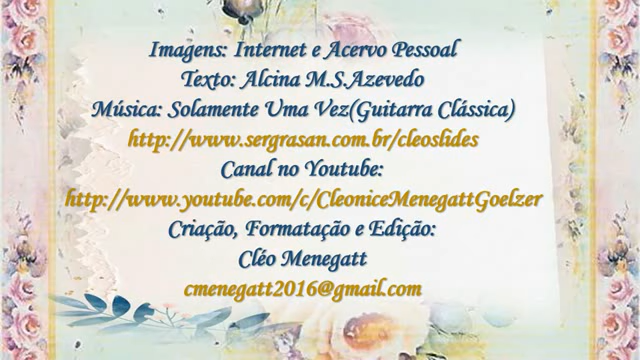 Imagens: Internet e Acervo Pessoal
Texto: Alcina M.S.Azevedo
Música: Solamente Uma Vez(Guitarra Clássica)
http://www.sergrasan.com.br/cleoslides
Canal no Youtube:
http://www.youtube.com/c/CleoniceMenegattGoelzer
Criação, Formatação e Edição:
Cléo Menegatt
cmenegatt2016@gmail.com